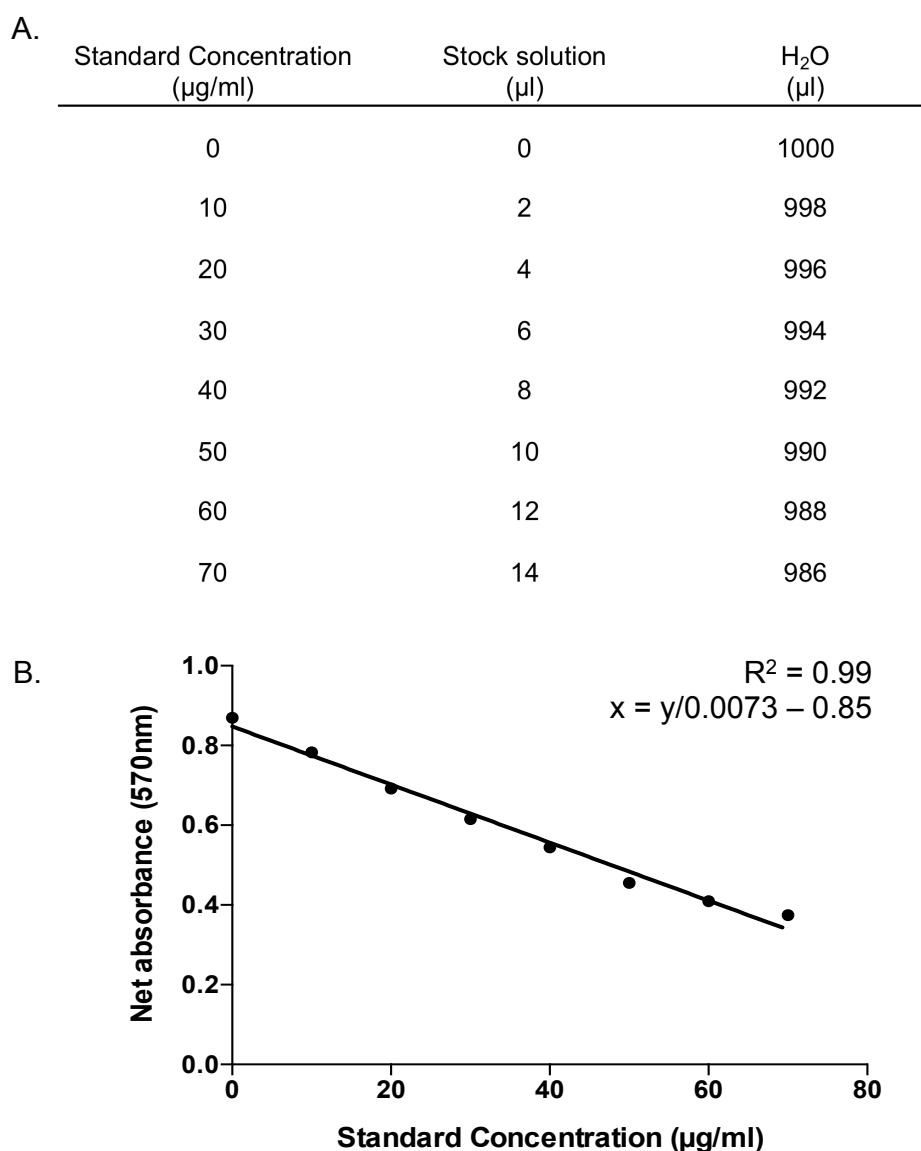 A.
Standard Concentration (µg/ml) Stock solution (µl) H₂O (µl)
0 0 1000
10 2 998
20 4 996
30 6 994
40 8 992
50 10 990
60 12 988
70 14 986
B.
R² = 0.99
x = y/0.0073 – 0.85
Net absorbance (570nm)
1.0
0.8
0.6
0.4
0.2
0.0
0 20 40 60 80
Standard Concentration (µg/ml)